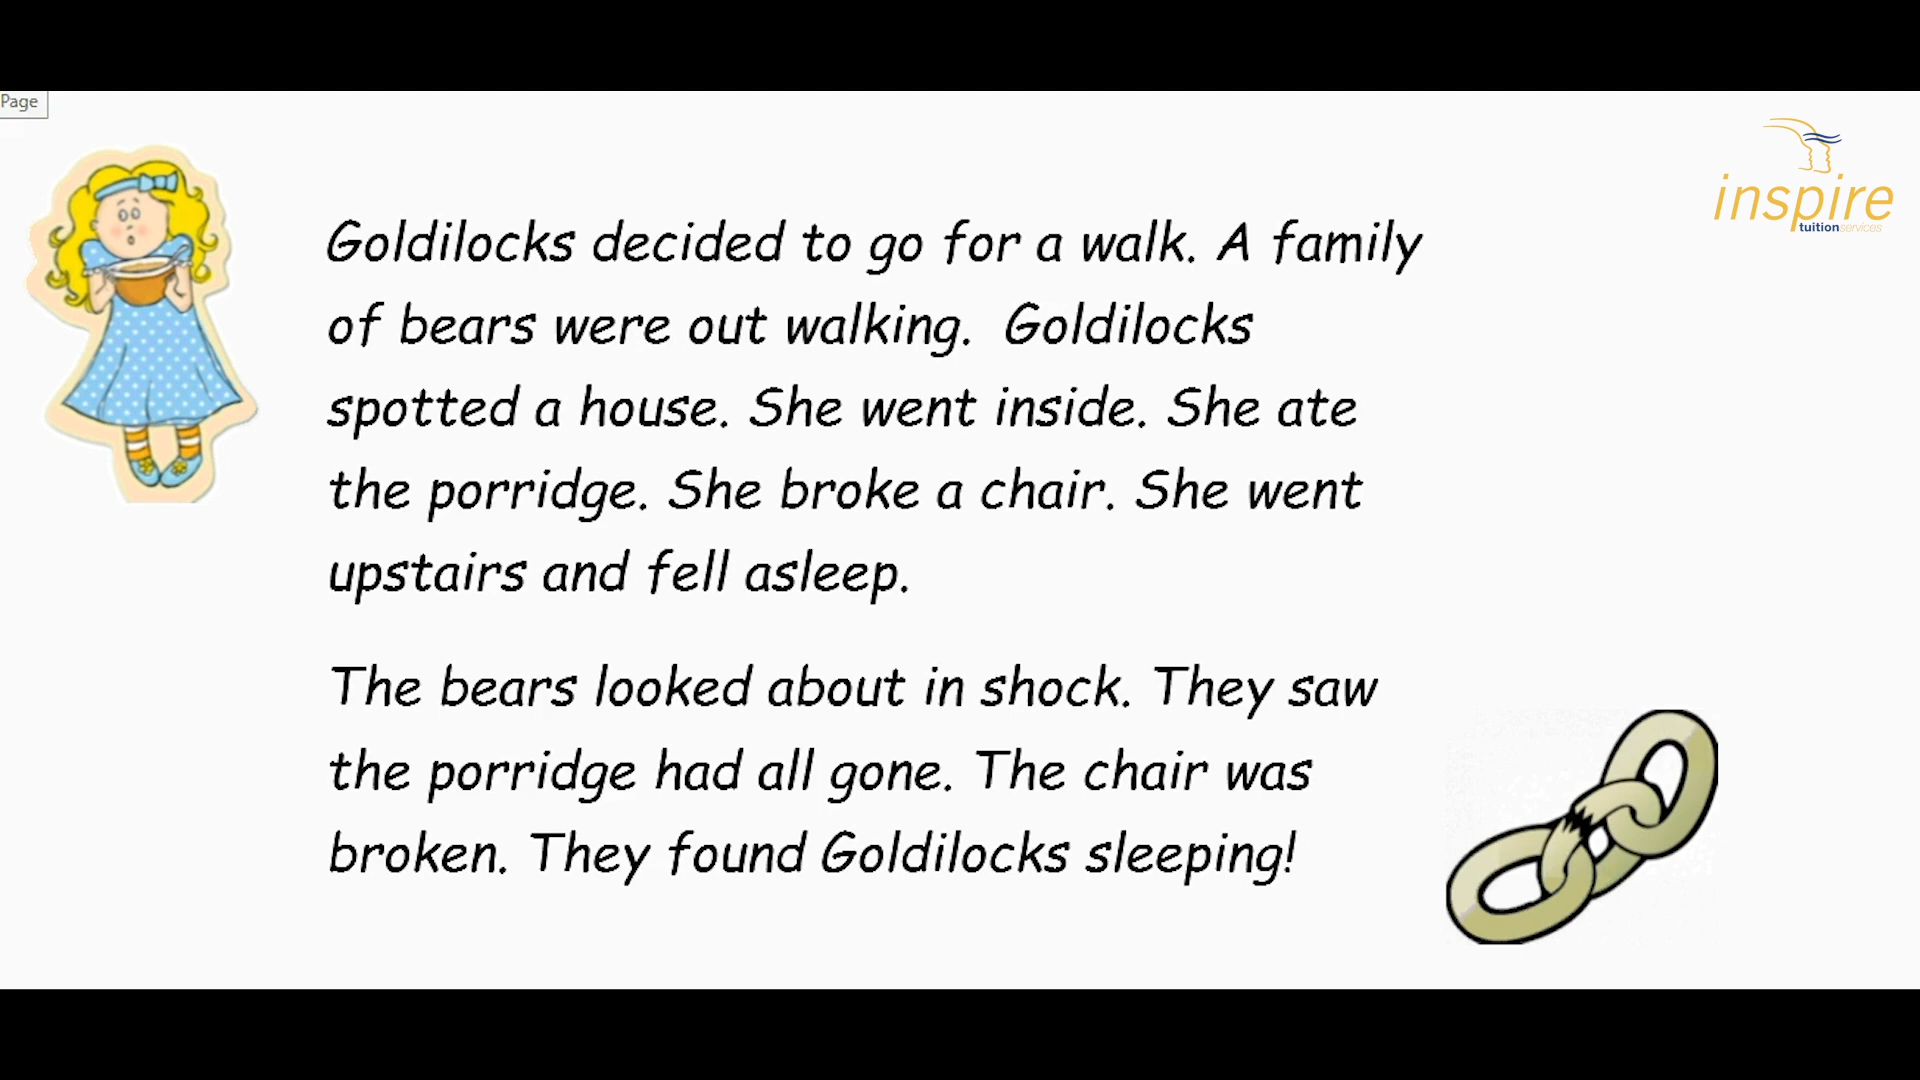 Page
inspire
tuitionservices
Goldilocks decided to go for a walk. A family
of bears were out walking.  Goldilocks
spotted a house. She went inside. She ate
the porridge. She broke a chair. She went
upstairs and fell asleep.
The bears looked about in shock. They saw
the porridge had all gone. The chair was
broken. They found Goldilocks sleeping!